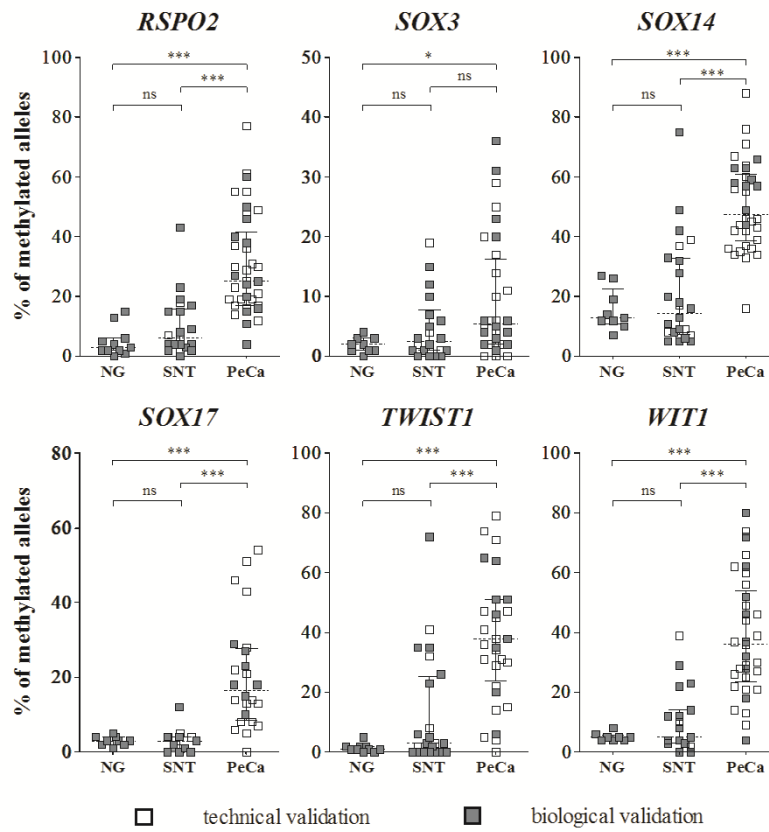 RSPO2 SOX3 SOX14
*** * ***
*** ns ***
ns ns ns
100 50 100
80 40 80
60 30 60
40 20 40
20 10 20
0 0 0
% of methylated alleles
NG SNT PeCa NG SNT PeCa NG SNT PeCa
SOX17 TWIST1 WIT1
*** *** ***
*** *** ***
ns ns ns
80 100 100
60 80 80
40 60 60
20 40 40
0 20 20
0 0
% of methylated alleles
NG SNT PeCa NG SNT PeCa NG SNT PeCa
technical validation biological validation